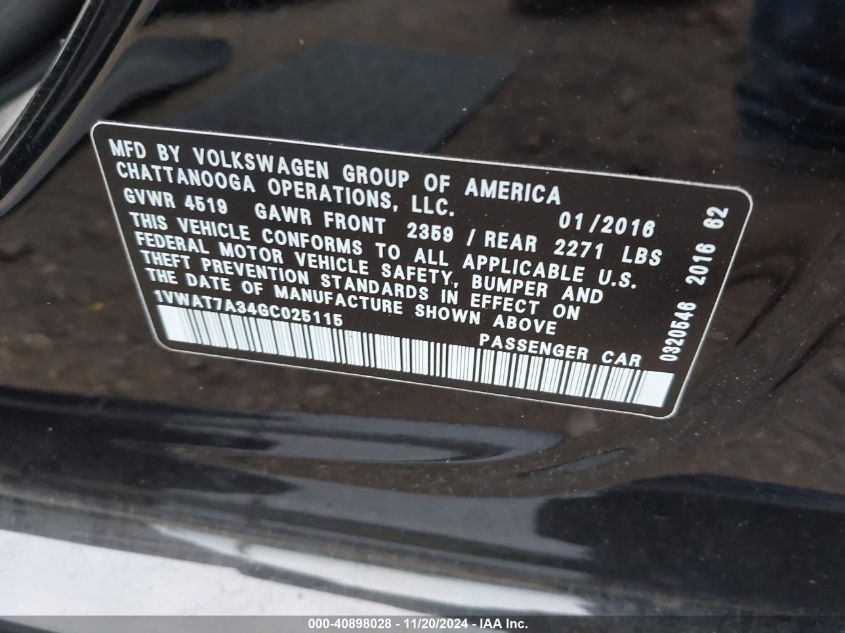 MFD BY VOLKSWAGEN GROUP OF AMERICA
CHATTANOOGA OPERATIONS, LLC. 01/2016
GVWR 4519 GAWR FRONT 2359 / REAR 2271 LBS
THIS VEHICLE CONFORMS TO ALL APPLICABLE U.S.
FEDERAL MOTOR VEHICLE SAFETY, BUMPER AND
THEFT PREVENTION STANDARDS IN EFFECT ON
THE DATE OF MANUFACTURE SHOWN ABOVE
1VWAT7A34GC025115 PASSENGER CAR
0320546 2016 62
000-40898028 - 11/20/2024 - IAA Inc.